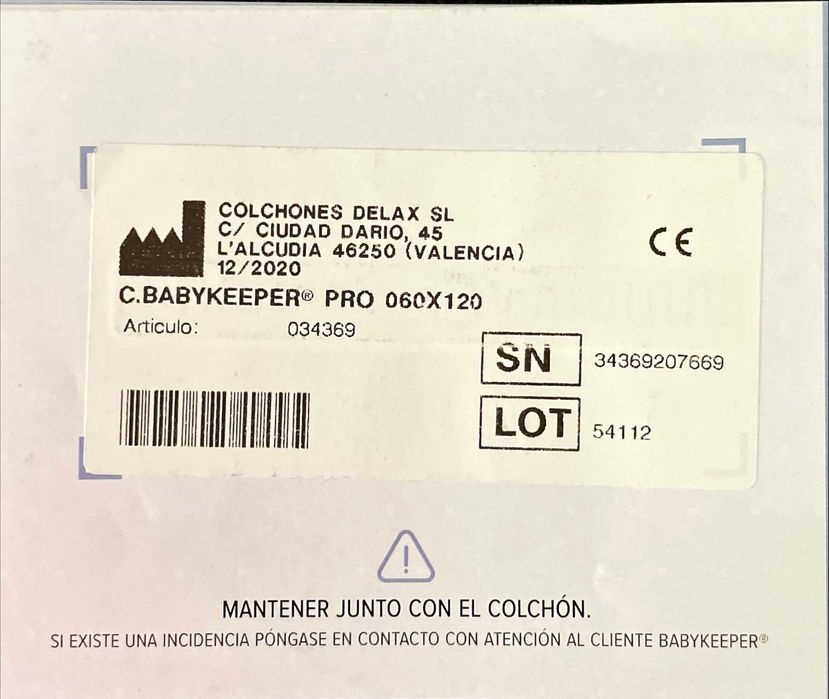 COLCHONES DELAX SL
C/ CIUDAD DARIO, 45
L'ALCUDIA 46250 (VALENCIA)
12/2020
CE
C.BABYKEEPER® PRO 060X120
Articulo: 034369
SN 34369207669
LOT 54112
MANTENER JUNTO CON EL COLCHÓN.
SI EXISTE UNA INCIDENCIA PÓNGASE EN CONTACTO CON ATENCIÓN AL CLIENTE BABYKEEPER®